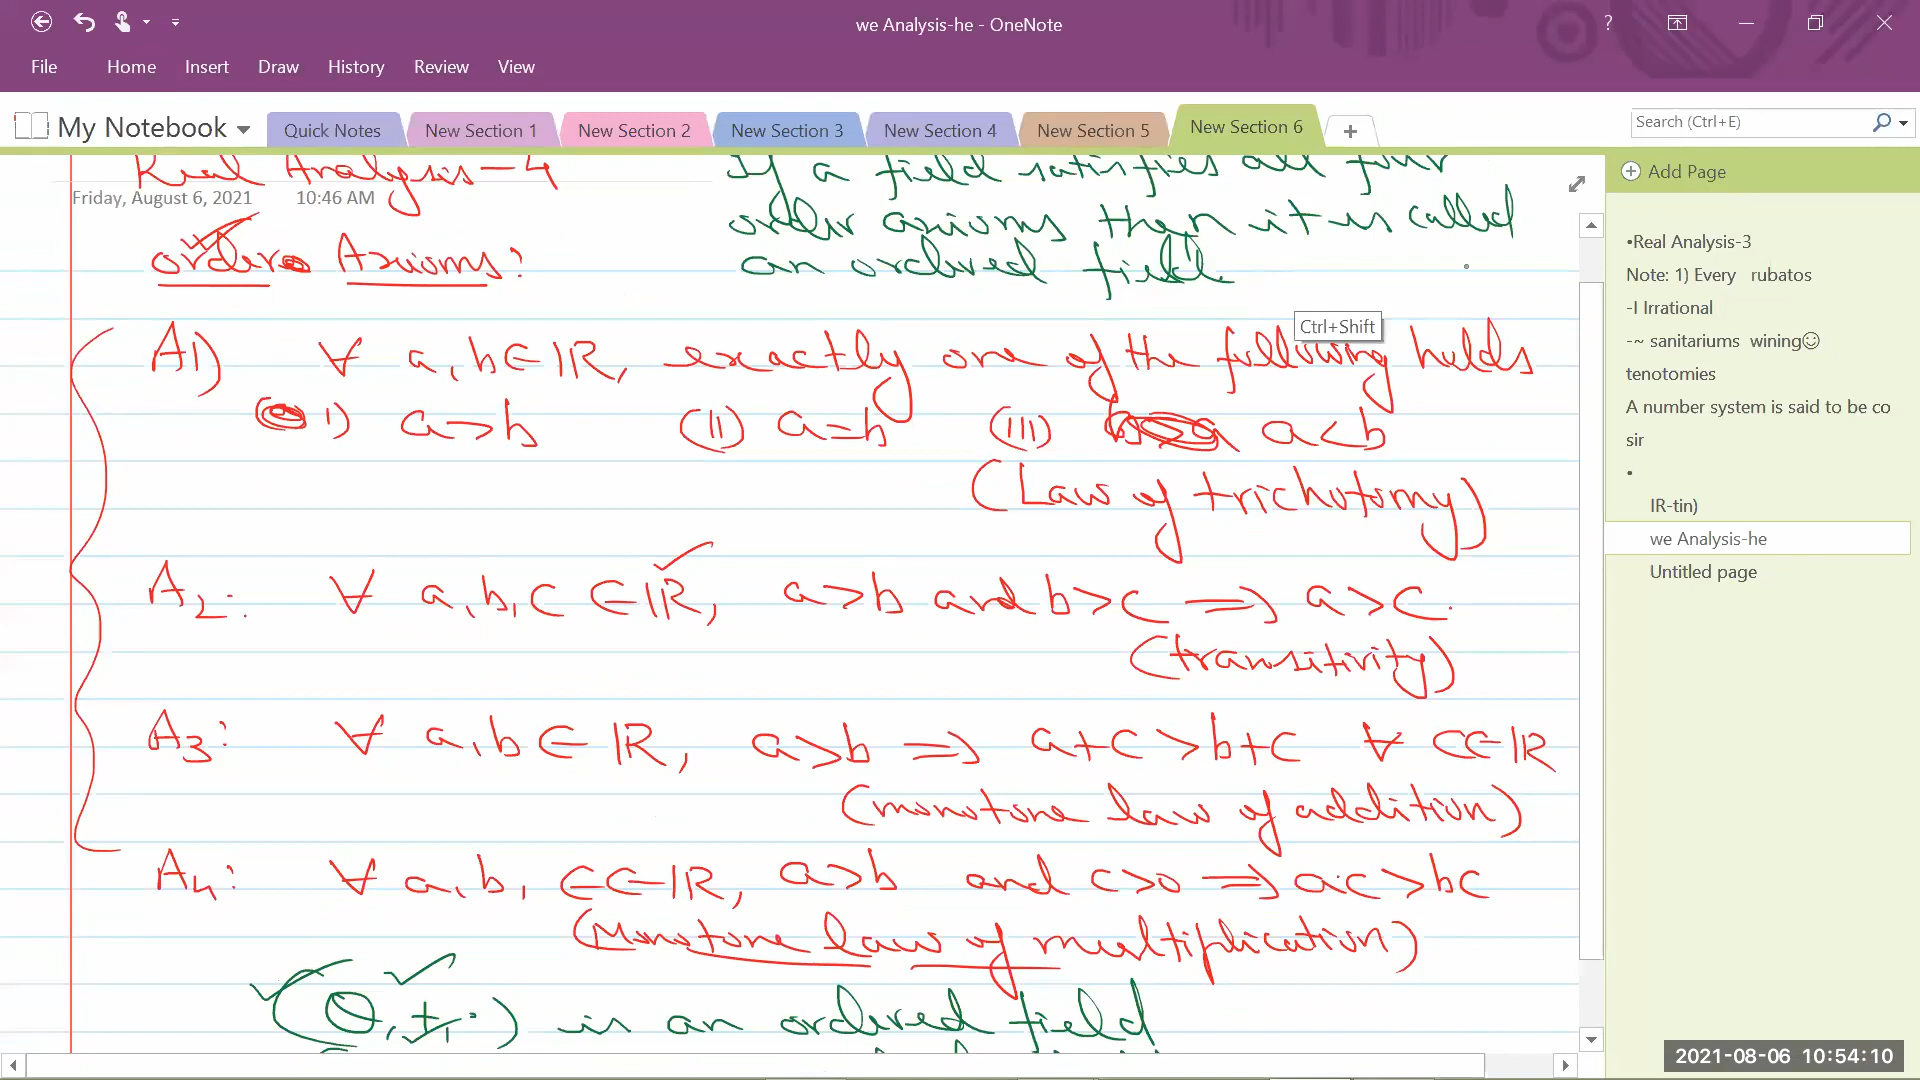 we Analysis-he - OneNote
File Home Insert Draw History Review View
My Notebook Quick Notes New Section 1 New Section 2 New Section 3 New Section 4 New Section 5 New Section 6
Search (Ctrl+E)
Add Page
Real Analysis-4
Friday, August 6, 2021 10:46 AM
order Axioms:
If a field satisfies all four
order axioms then it is called
an ordered field.
Ctrl+Shift
A1) ∀ a, b ∈ ℝ, exactly one of the following holds
i) a>b (ii) a=b (iii) a<b
(Law of trichotomy)
A2: ∀ a, b, c ∈ ℝ, a>b and b>c ⟹ a>c.
(transitivity)
A3: ∀ a, b ∈ ℝ, a>b ⟹ a+c>b+c ∀ c∈ℝ
(monotone law of addition)
A4: ∀ a, b, c∈ℝ, a>b and c>0 ⟹ a·c>bc
(Monotone law of multiplication)
(Q, +, ·) is an ordered field
•Real Analysis-3
Note: 1) Every rubatos
-I Irrational
-~ sanitariums wining☺
tenotomies
A number system is said to be co
sir
•
IR-tin)
we Analysis-he
Untitled page
2021-08-06 10:54:10